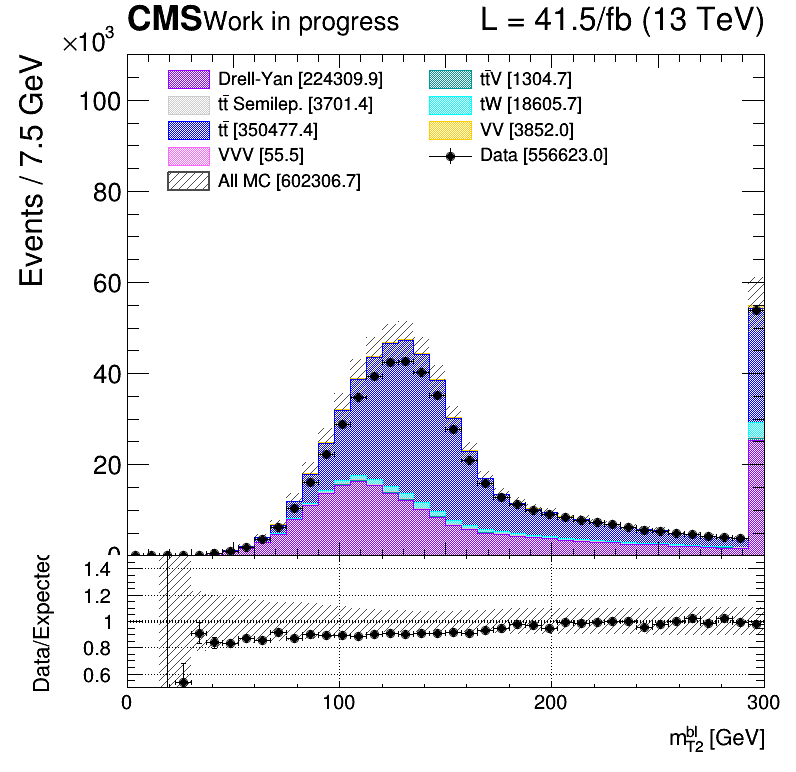 CMS Work in progress L = 41.5/fb (13 TeV)
×10³
Events / 7.5 GeV
Drell-Yan [224309.9]
tt̄ Semilep. [3701.4]
tt̄ [350477.4]
VVV [55.5]
All MC [602306.7]
tt̄V [1304.7]
tW [18605.7]
VV [3852.0]
Data [556623.0]
100
80
60
40
20
0
Data/Expected
1.4
1.2
1
0.8
0.6
0 100 200 300
m_T2^bl [GeV]